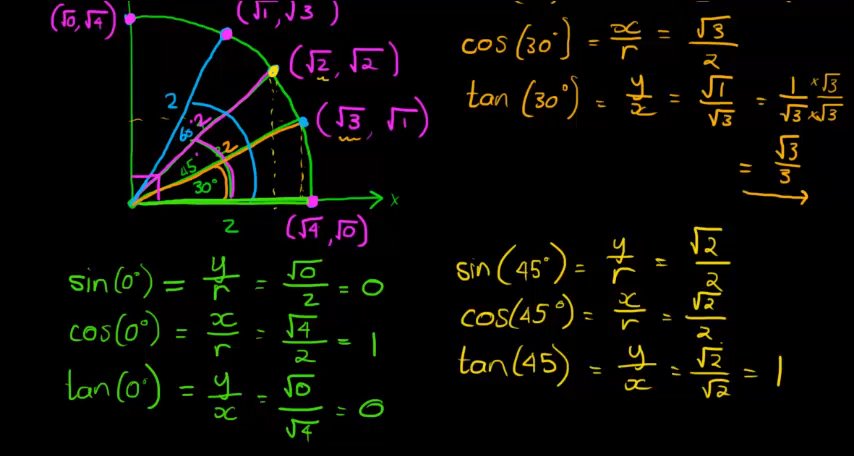 (√0, √4)
(√1, √3)
(√2, √2)
(√3, √1)
2
60°
2
45°
2
30°
x
2
(√4, √0)
sin(0°) = y/r = √0/2 = 0
cos(0°) = x/r = √4/2 = 1
tan(0°) = y/x = √0/√4 = 0
cos(30°) = x/r = √3/2
tan(30°) = y/x = √1/√3 = 1/√3 ×√3/×√3
= √3/3
sin(45°) = y/r = √2/2
cos(45°) = x/r = √2/2
tan(45) = y/x = √2/√2 = 1